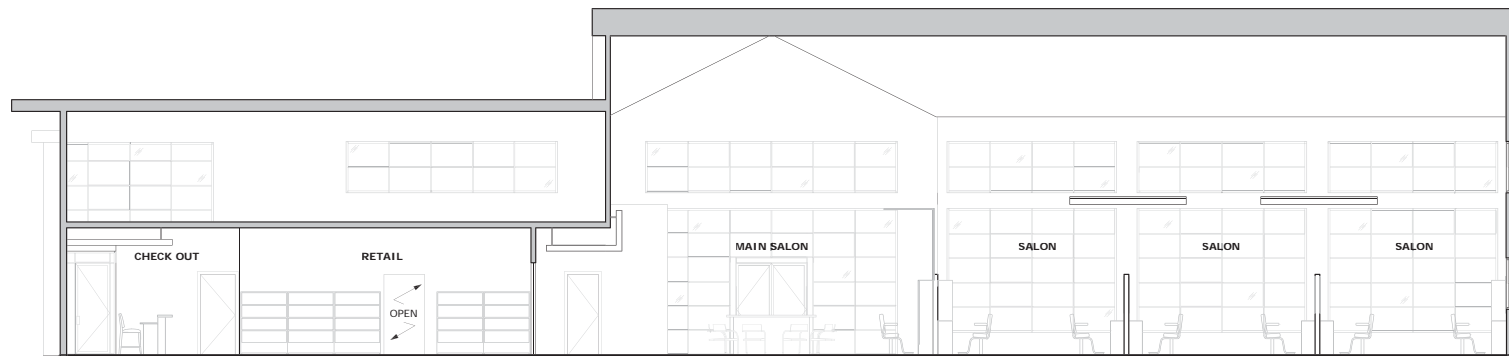 CHECK OUT
RETAIL
OPEN
MAIN SALON
SALON
SALON
SALON